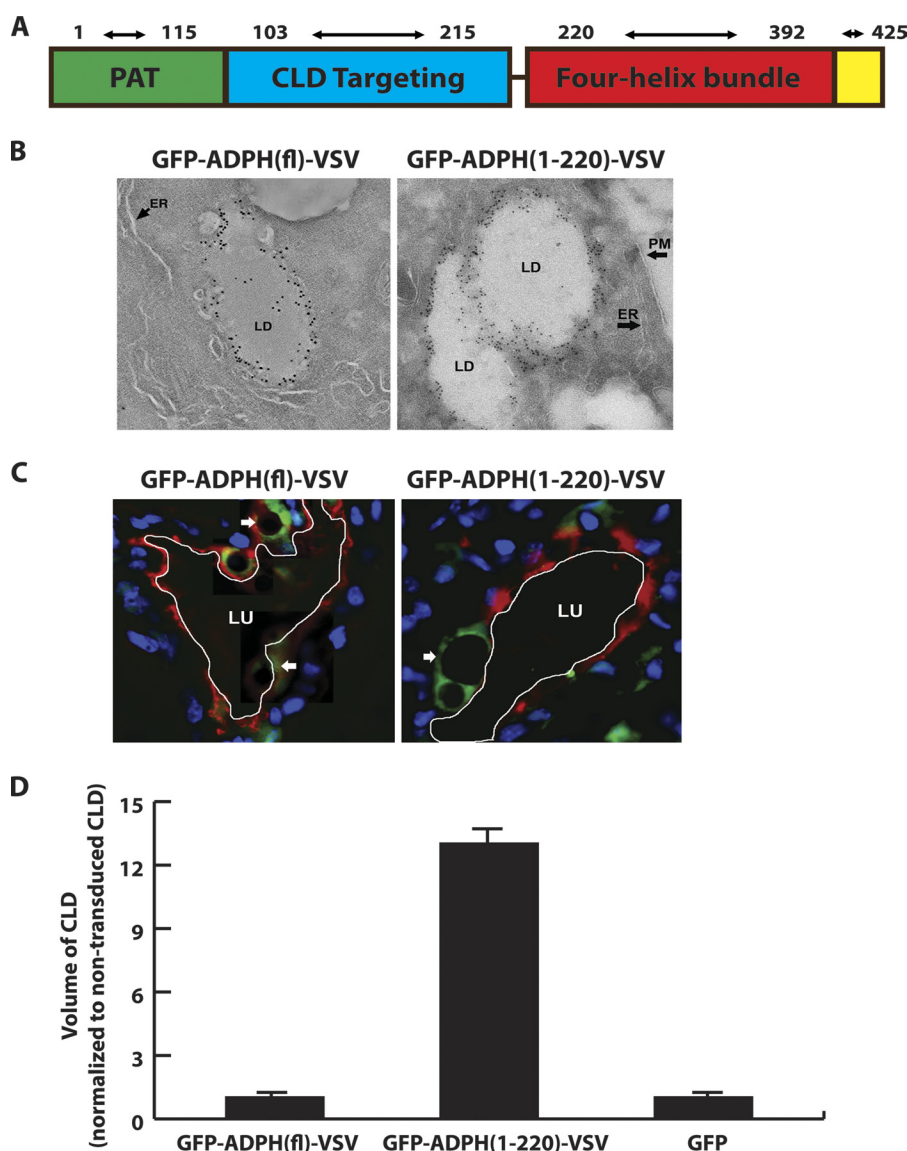 A
1 115 103 215 220 392 425
PAT CLD Targeting Four-helix bundle
B
GFP-ADPH(fl)-VSV GFP-ADPH(1-220)-VSV
ER
LD
PM
LD
ER
LD
C
GFP-ADPH(fl)-VSV GFP-ADPH(1-220)-VSV
LU
LU
D
Volume of CLD
(normalized to non-transduced CLD)
15
12
9
6
3
0
GFP-ADPH(fl)-VSV GFP-ADPH(1-220)-VSV GFP